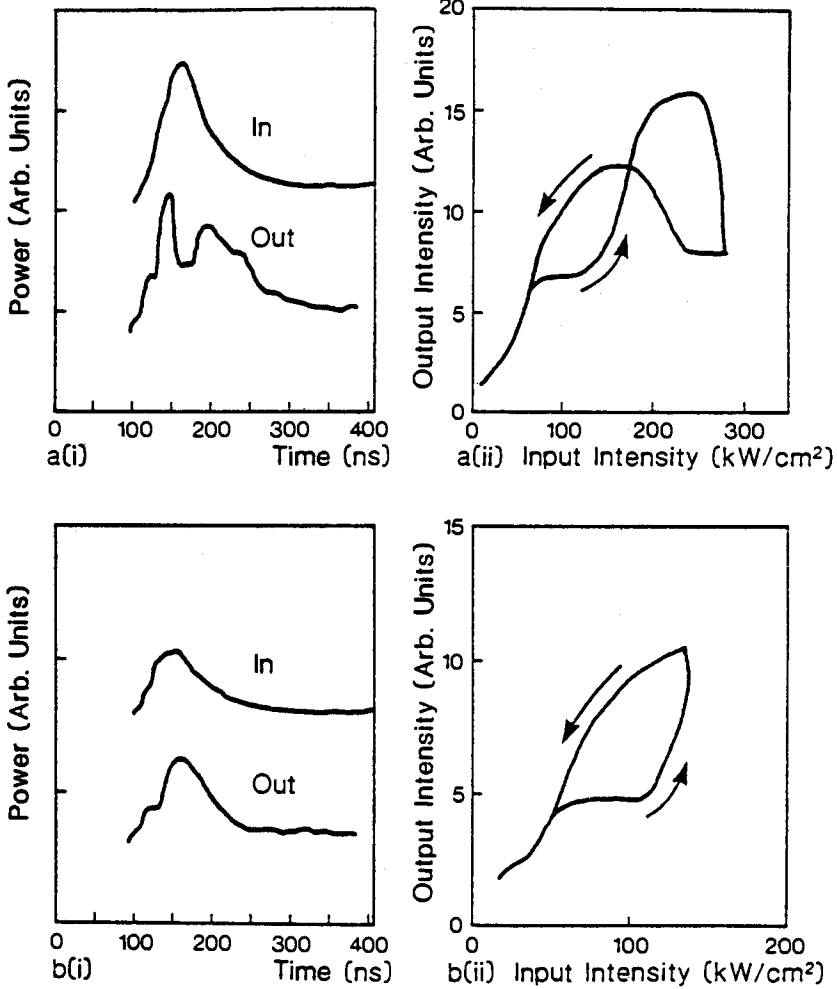 Power (Arb. Units)
In
Out
0 100 200 300 400
a(i) Time (ns)
Output Intensity (Arb. Units)
20
15
10
5
0
0 100 200 300
a(ii) Input Intensity (kW/cm²)
Power (Arb. Units)
In
Out
0 100 200 300 400
b(i) Time (ns)
Output Intensity (Arb. Units)
15
10
5
0
0 100 200
b(ii) Input Intensity (kW/cm²)